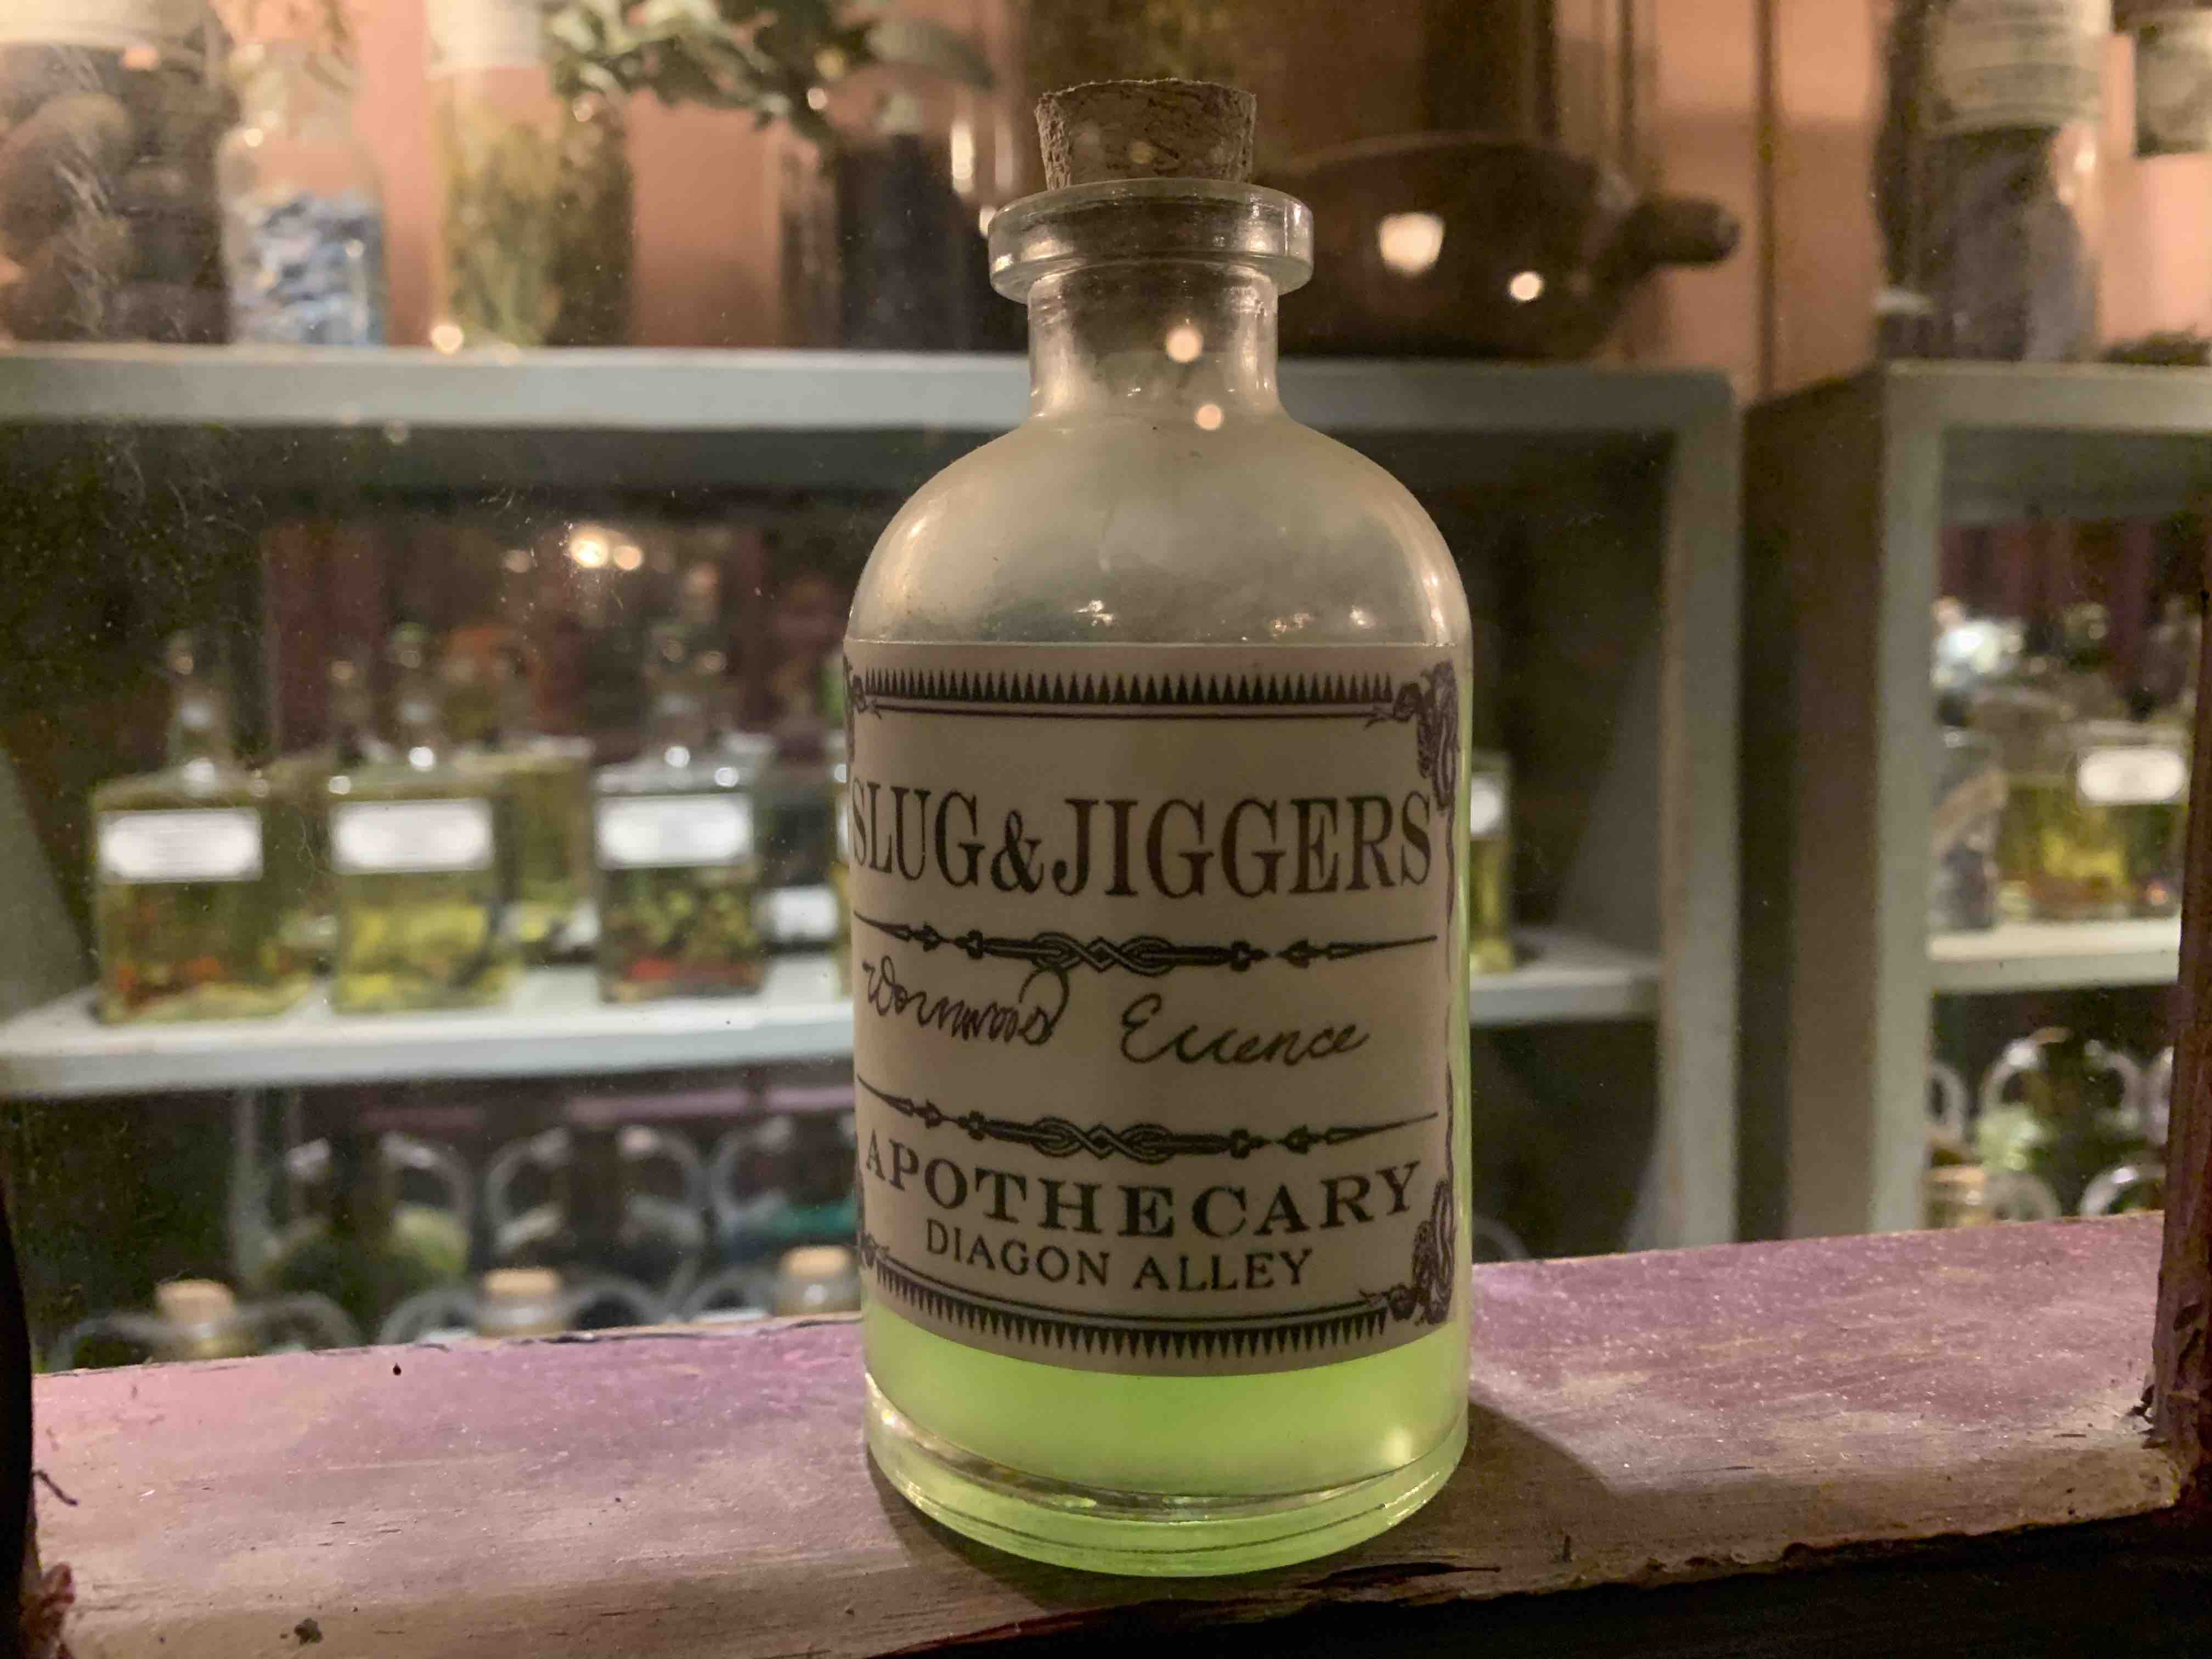 SLUG & JIGGERS
Wormwood Essence
APOTHECARY
DIAGON ALLEY